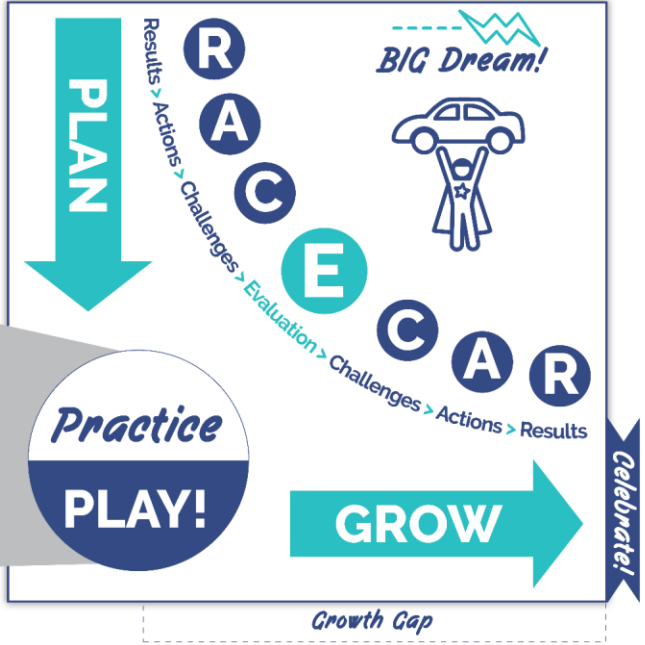 PLAN
R
A
C
E
C
A
R
Results > Actions > Challenges > Evaluation > Challenges > Actions > Results
BIG Dream!
Practice
PLAY!
GROW
Celebrate!
Growth Gap